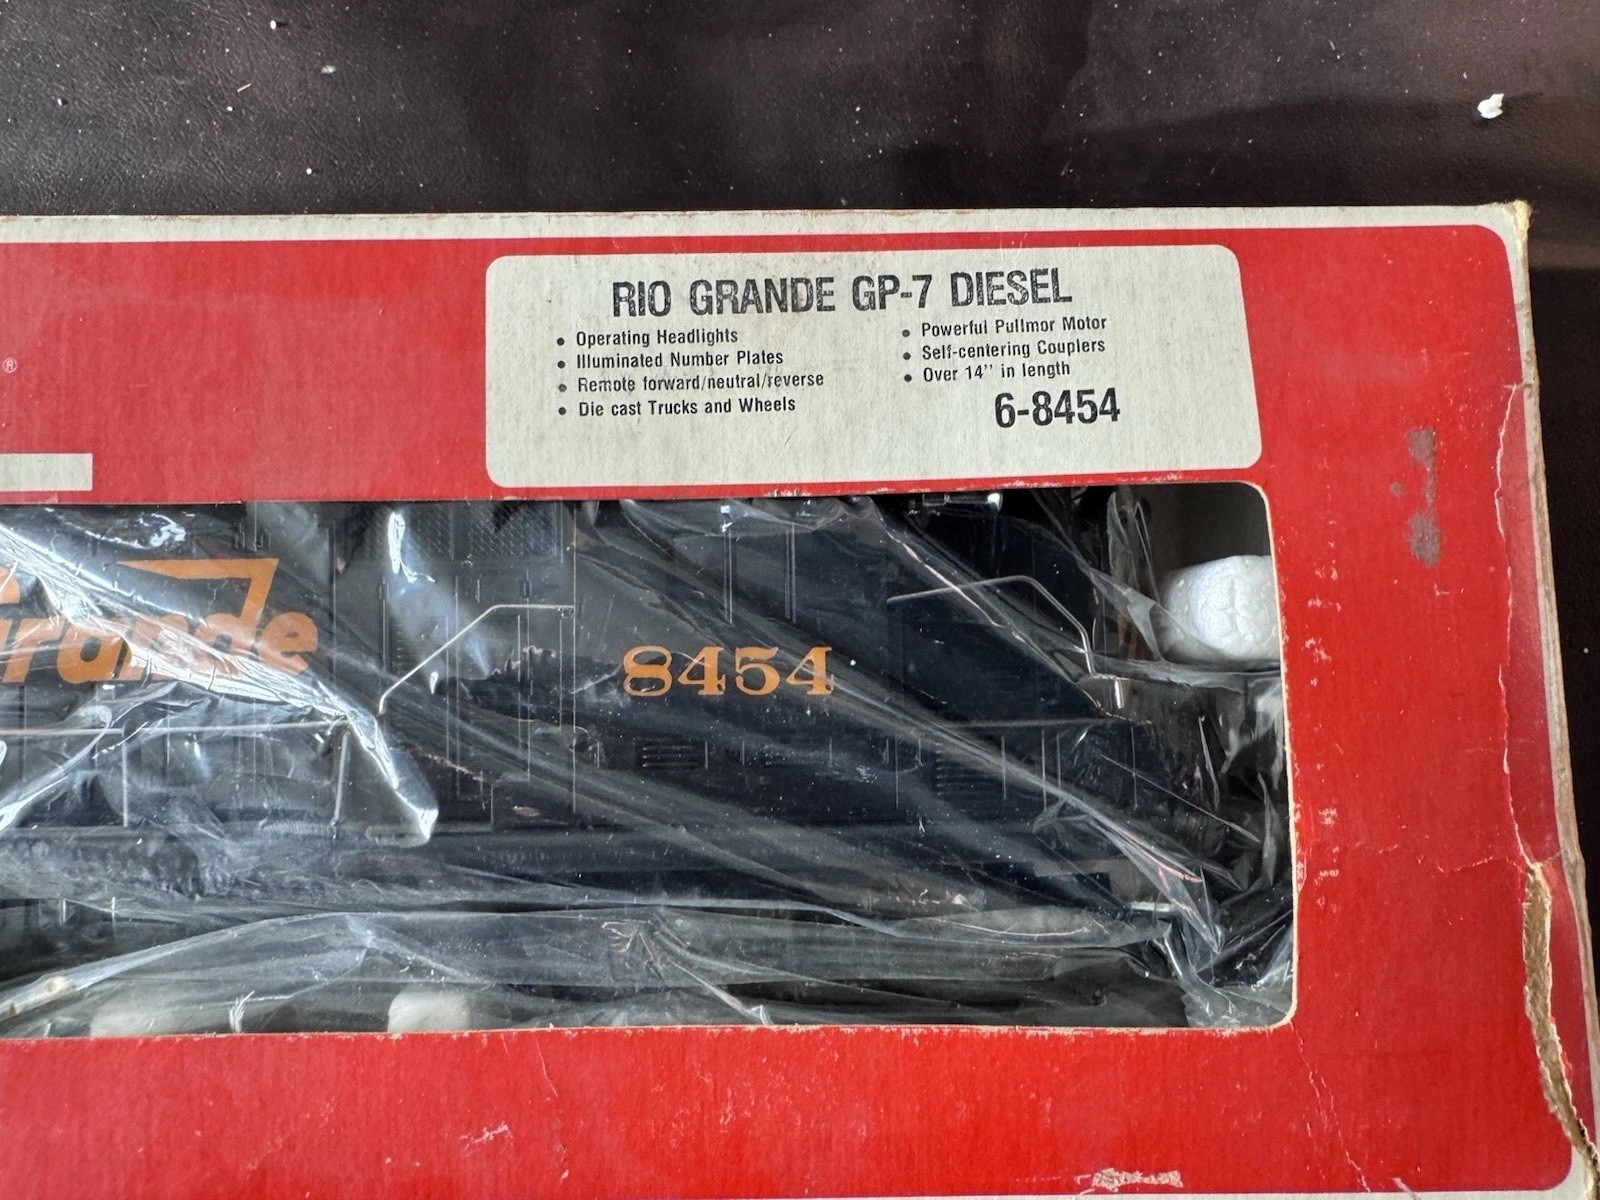 RIO GRANDE GP-7 DIESEL
• Operating Headlights
• Illuminated Number Plates
• Remote forward/neutral/reverse
• Die cast Trucks and Wheels
• Powerful Pullmor Motor
• Self-centering Couplers
• Over 14'' in length
6-8454
®
Grande
8454